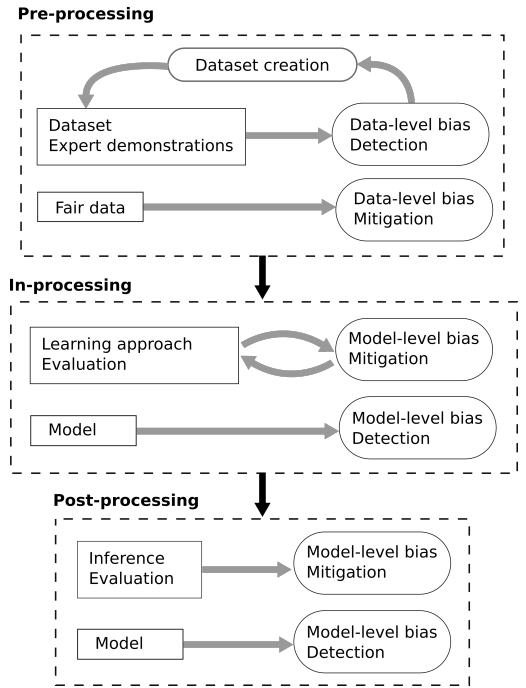 Pre-processing
Dataset creation
Dataset
Expert demonstrations
Data-level bias
Detection
Fair data
Data-level bias
Mitigation
In-processing
Learning approach
Evaluation
Model-level bias
Mitigation
Model
Model-level bias
Detection
Post-processing
Inference
Evaluation
Model-level bias
Mitigation
Model
Model-level bias
Detection